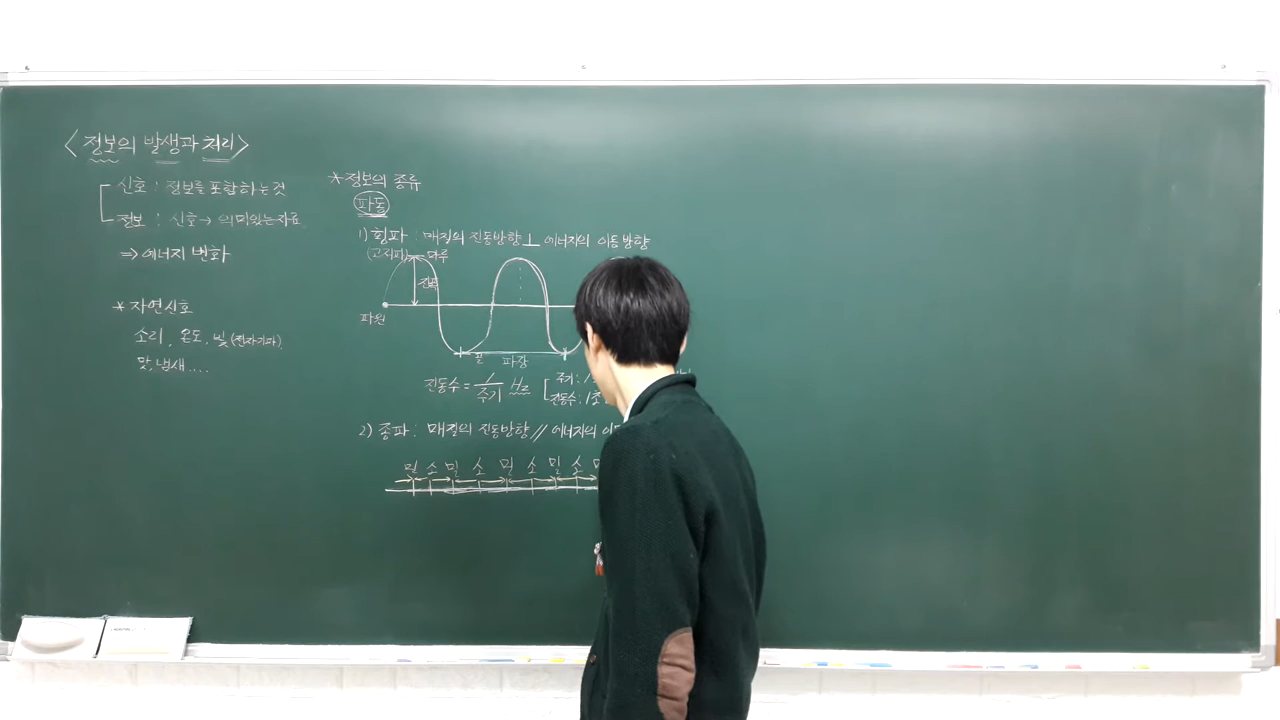 <정보의 발생과 처리>
신호 : 정보를 포함하는 것
정보 : 신호 → 의미있는 자료
⇒ 에너지 변화
* 자연신호
소리, 온도, 빛(전자기파)
맛, 냄새....
* 정보의 종류
파동
1) 횡파 : 매질의 진동방향 ⊥ 에너지의 이동방향
(고저파) 마루
진폭
파원
골 파장
진동수 = 1/주기 Hz
주기 : 1
진동수 : 1초
2) 종파 : 매질의 진동방향 // 에너지의
밀 소 밀 소 밀 소 밀 소